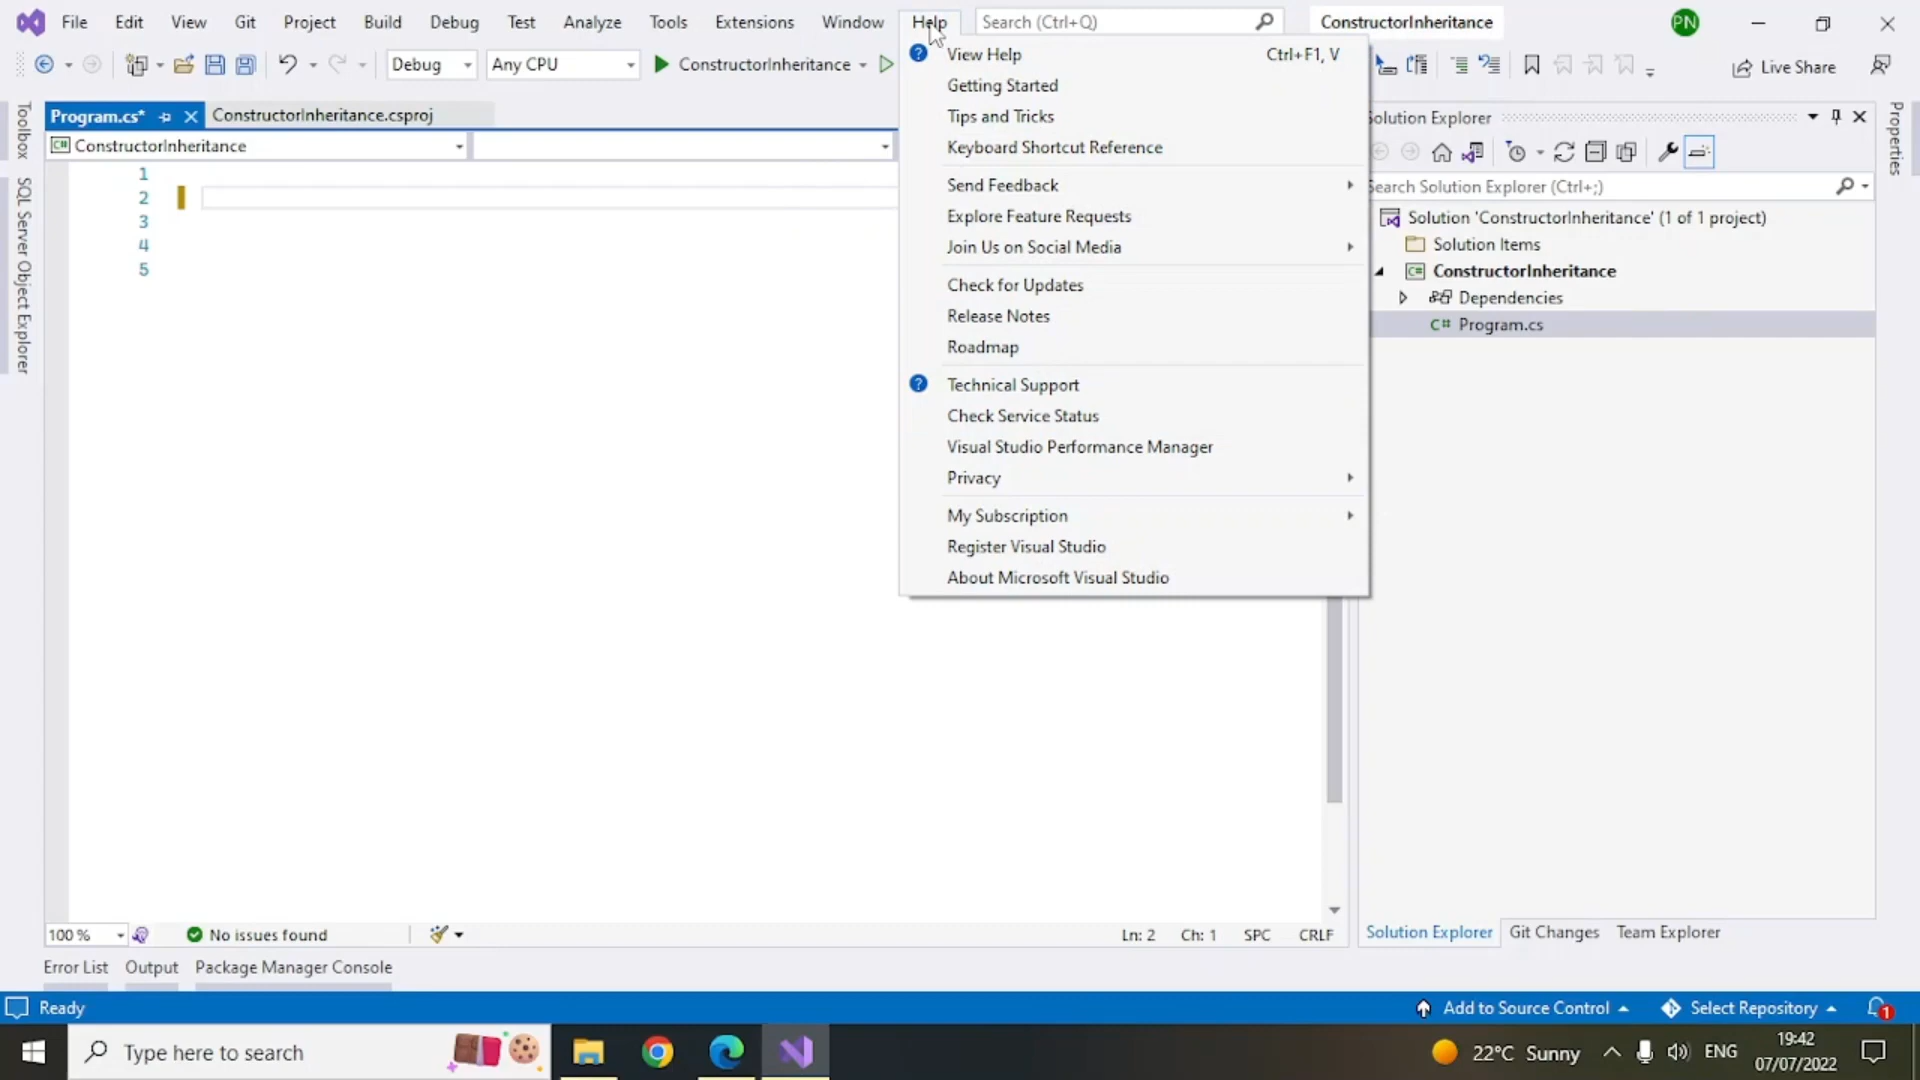 File Edit View Git Project Build Debug Test Analyze Tools Extensions Window Help Search (Ctrl+Q) ConstructorInheritance PN
Debug Any CPU ConstructorInheritance Live Share
Toolbox
SQL Server Object Explorer
Program.cs* ConstructorInheritance.csproj
C# ConstructorInheritance
1
2
3
4
5
View Help Ctrl+F1, V
Getting Started
Tips and Tricks
Keyboard Shortcut Reference
Send Feedback
Explore Feature Requests
Join Us on Social Media
Check for Updates
Release Notes
Roadmap
Technical Support
Check Service Status
Visual Studio Performance Manager
Privacy
My Subscription
Register Visual Studio
About Microsoft Visual Studio
Solution Explorer
Search Solution Explorer (Ctrl+;)
Solution 'ConstructorInheritance' (1 of 1 project)
Solution Items
C# ConstructorInheritance
Dependencies
C# Program.cs
Properties
100 % No issues found Ln: 2 Ch: 1 SPC CRLF
Solution Explorer Git Changes Team Explorer
Error List Output Package Manager Console
Ready Add to Source Control Select Repository 1
Type here to search 22°C Sunny ENG 19:42
07/07/2022